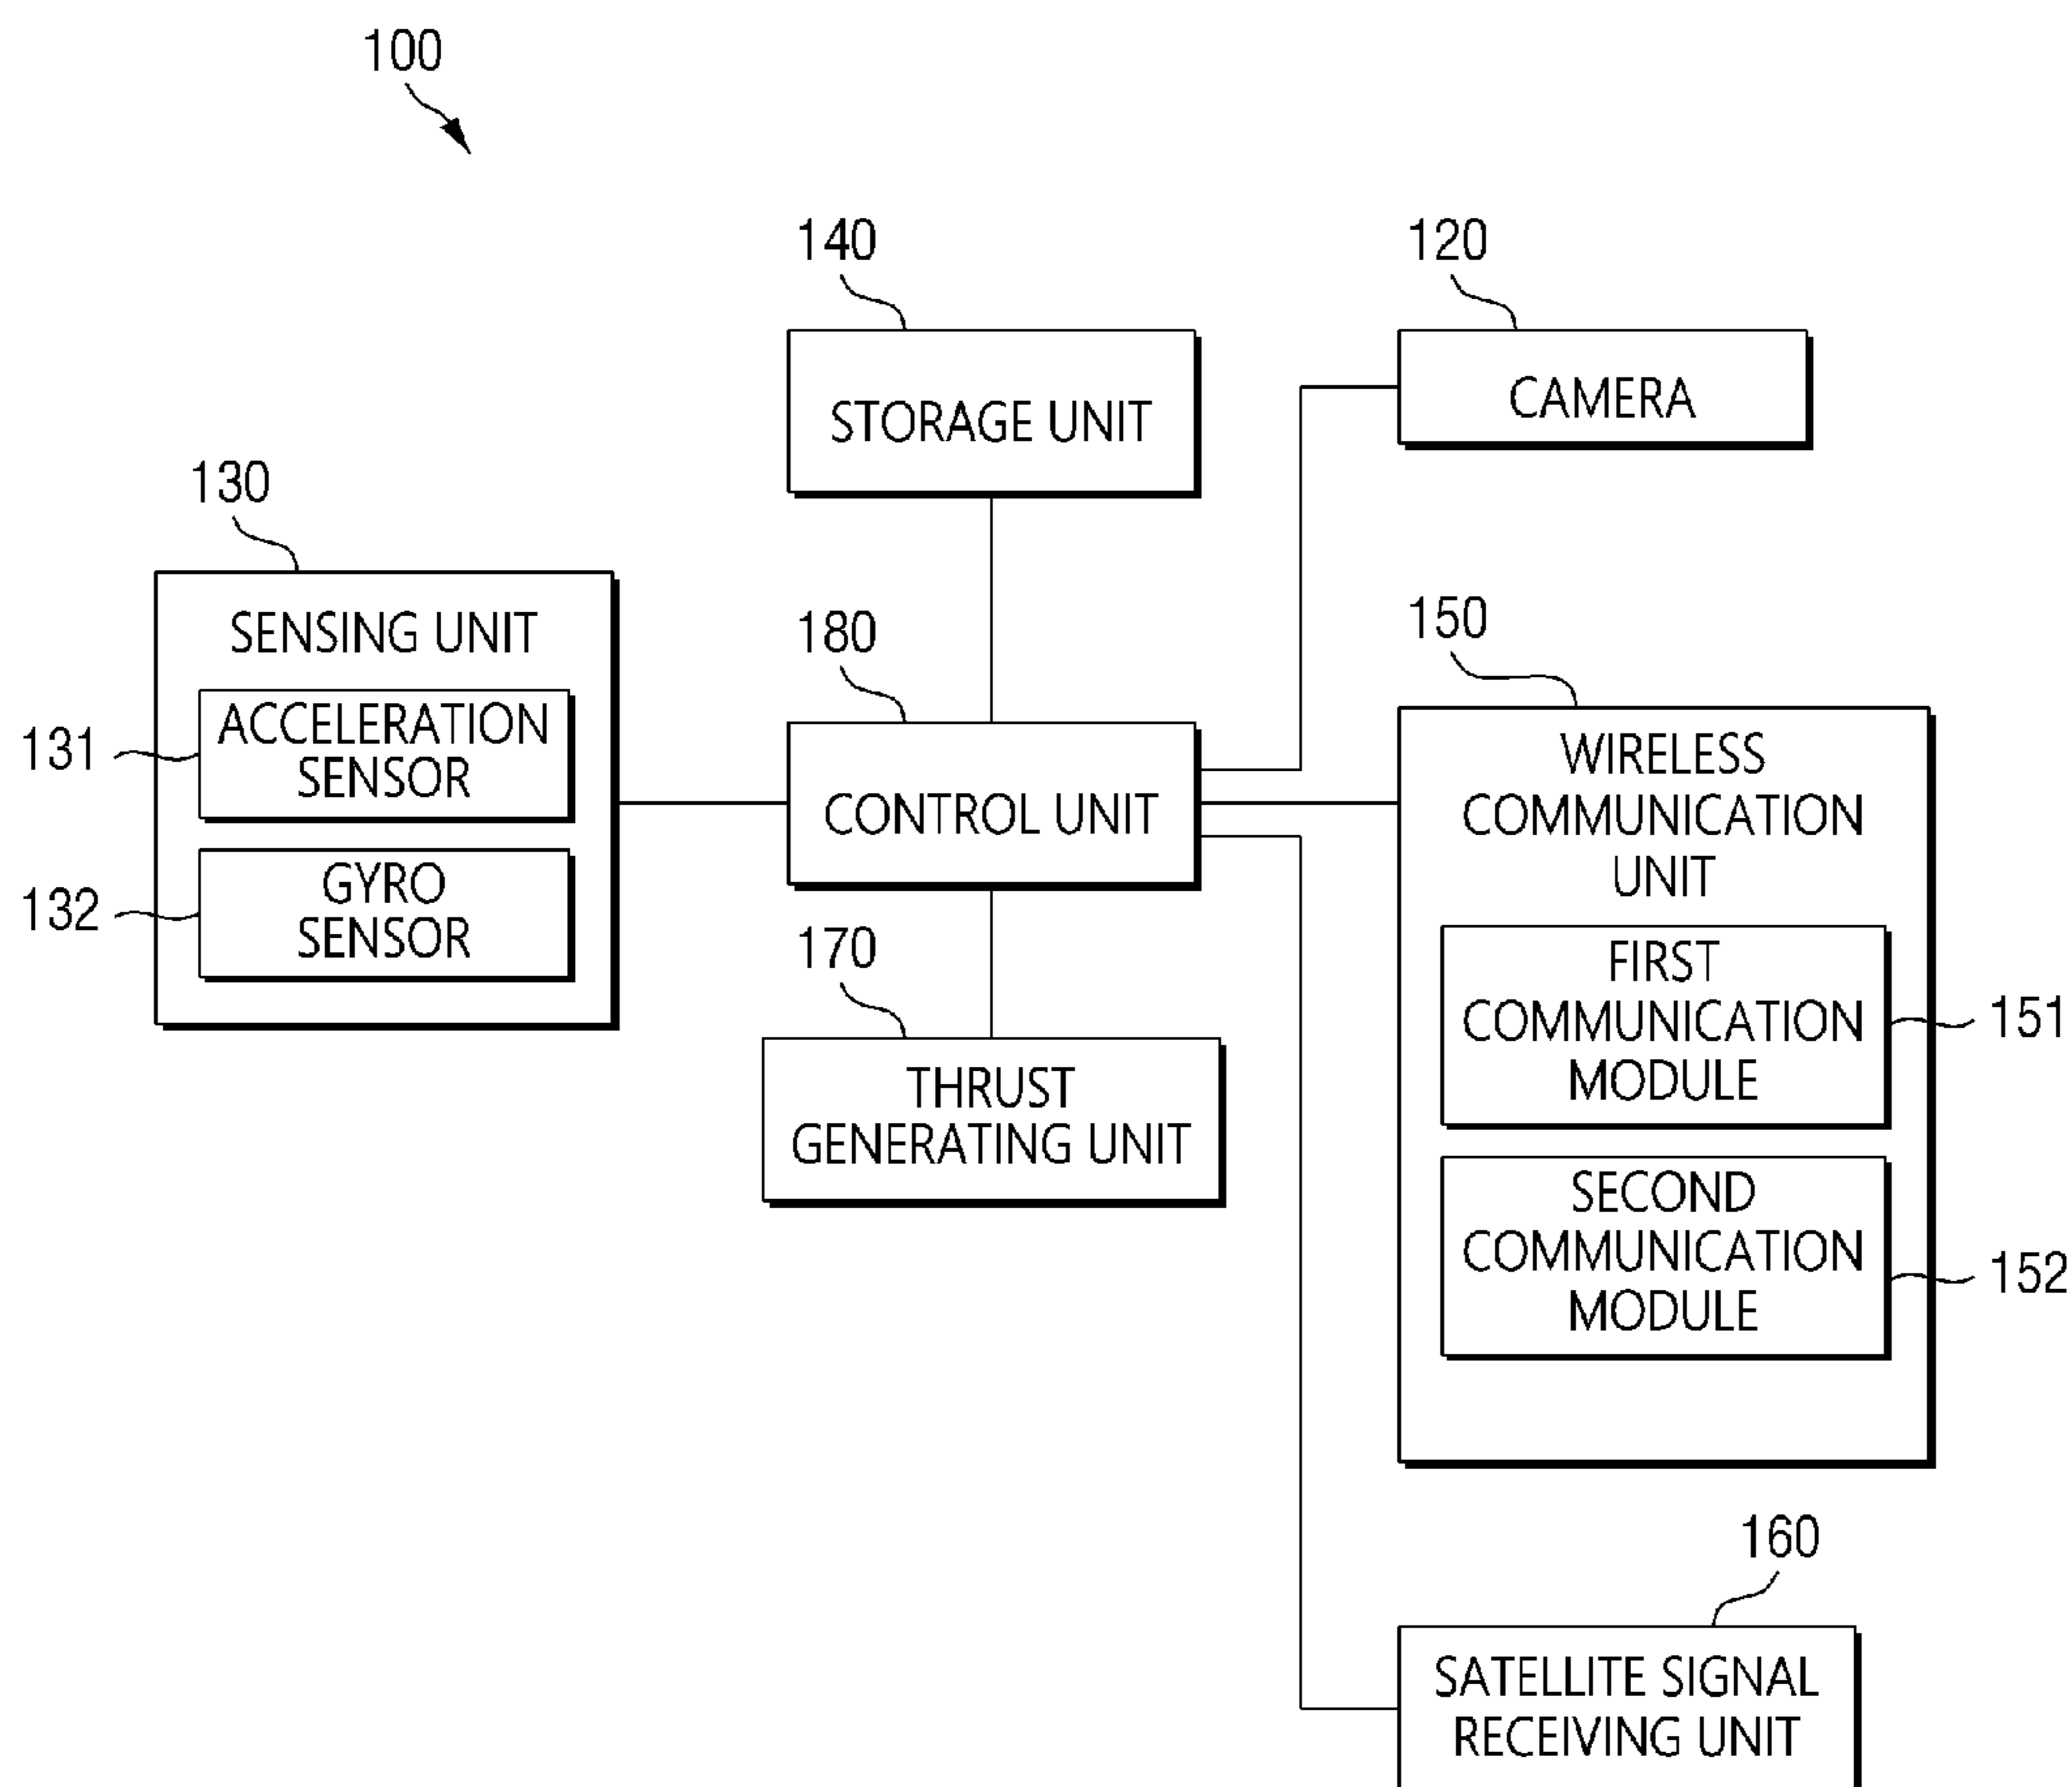 100
140
STORAGE UNIT
120
CAMERA
130
SENSING UNIT
131
ACCELERATION
SENSOR
132
GYRO
SENSOR
180
CONTROL UNIT
170
THRUST
GENERATING UNIT
150
WIRELESS
COMMUNICATION
UNIT
FIRST
COMMUNICATION
MODULE
151
SECOND
COMMUNICATION
MODULE
152
160
SATELLITE SIGNAL
RECEIVING UNIT